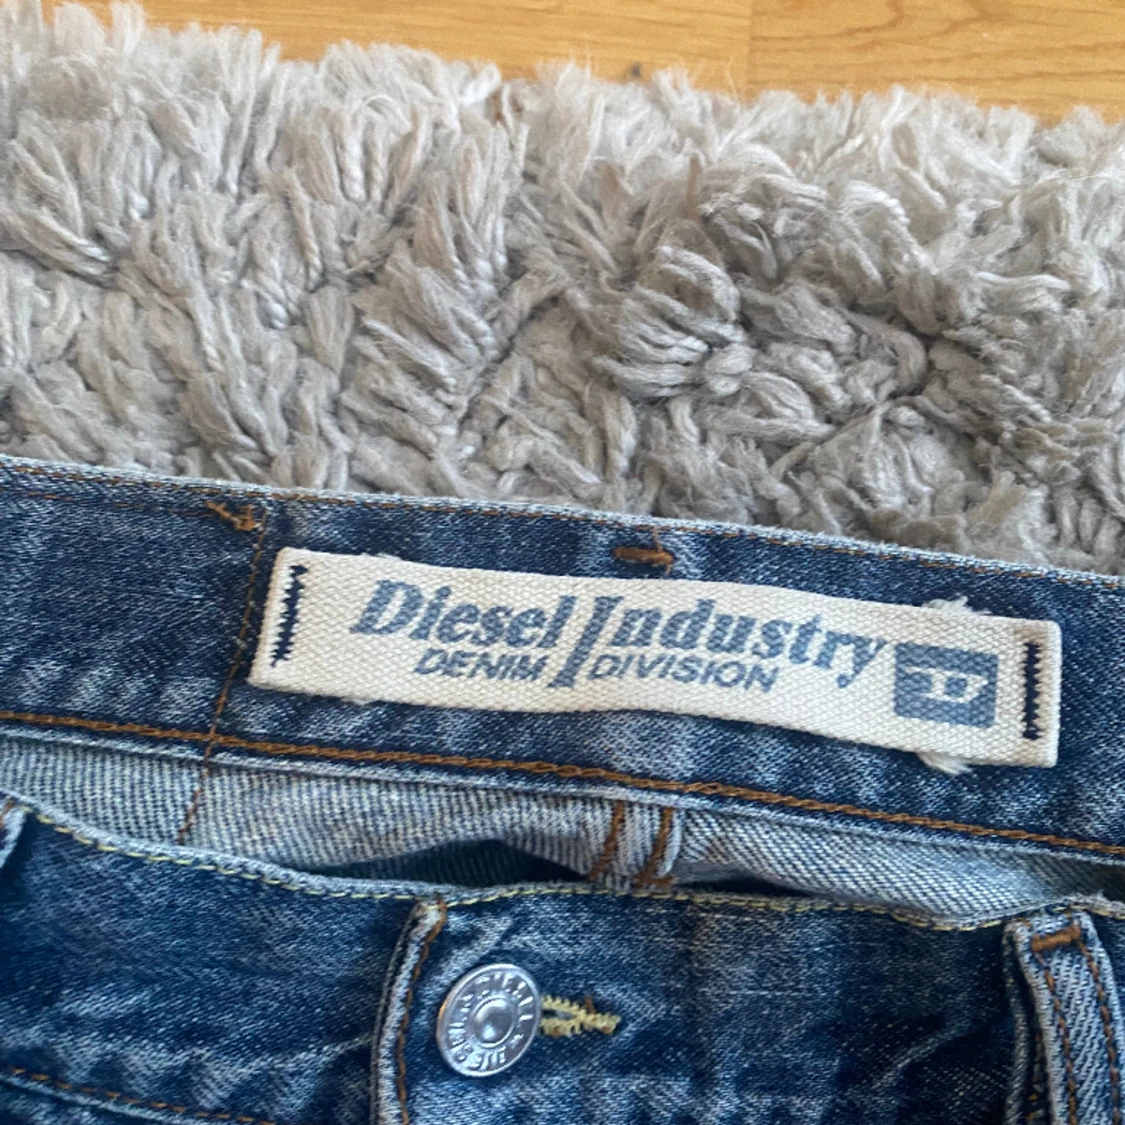 Diesel Industry
DENIM DIVISION
D
DIESEL